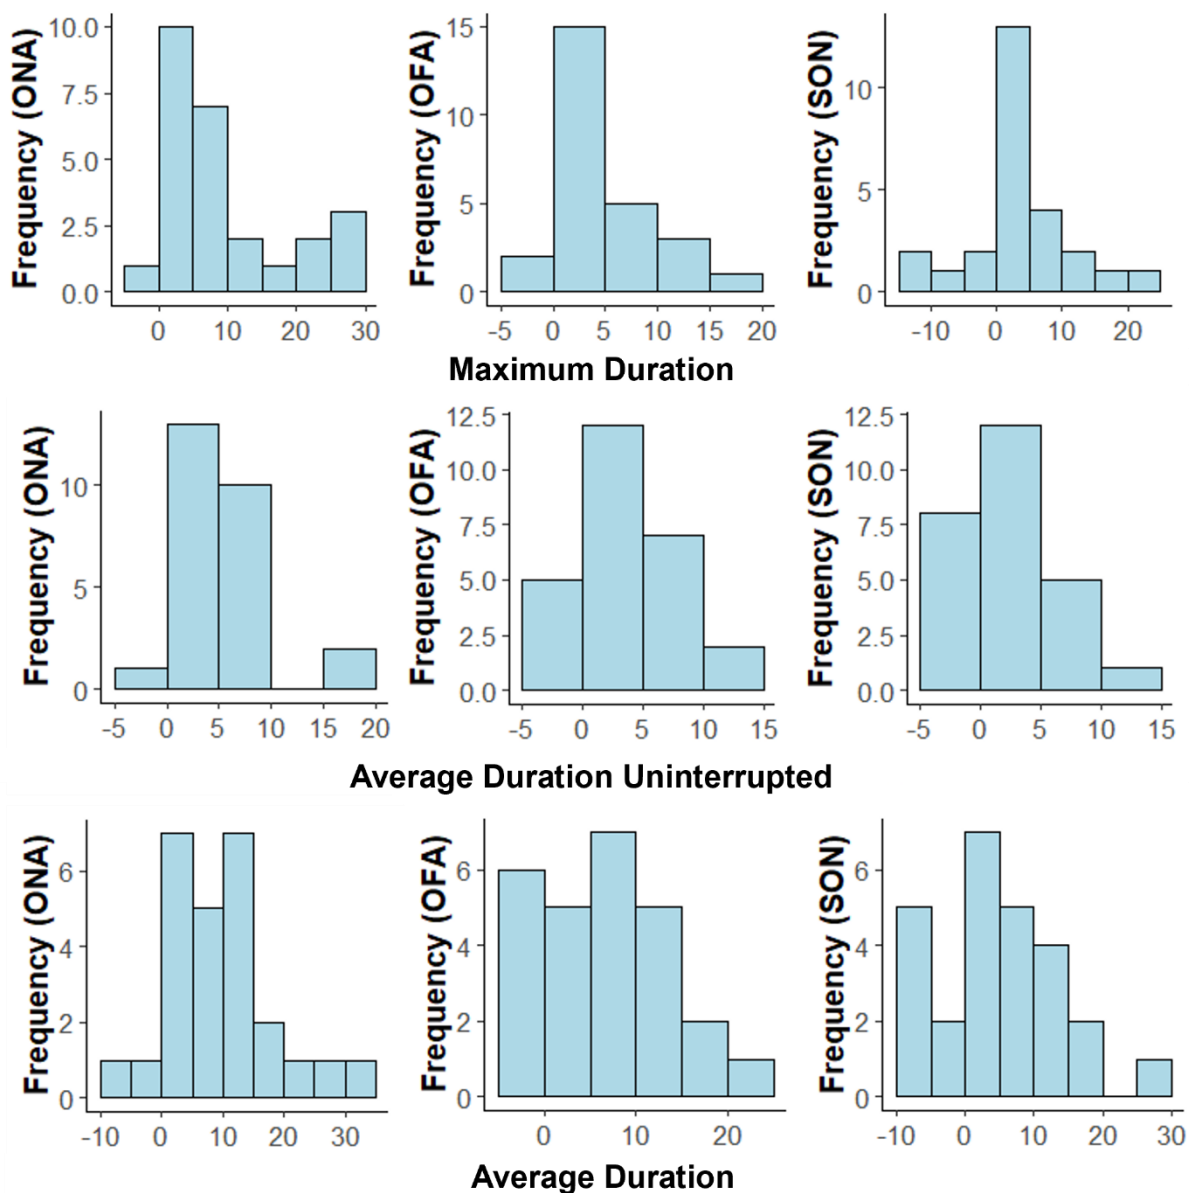 Frequency (ONA)
10.0
7.5
5.0
2.5
0.0
0 10 20 30
Frequency (OFA)
15
10
5
0
-5 0 5 10 15 20
Frequency (SON)
10
5
0
-10 0 10 20
Maximum Duration
Frequency (ONA)
10
5
0
-5 0 5 10 15 20
Frequency (OFA)
12.5
10.0
7.5
5.0
2.5
0.0
-5 0 5 10 15
Frequency (SON)
12.5
10.0
7.5
5.0
2.5
0.0
-5 0 5 10 15
Average Duration Uninterrupted
Frequency (ONA)
6
4
2
0
-10 0 10 20 30
Frequency (OFA)
6
4
2
0
0 10 20
Frequency (SON)
6
4
2
0
-10 0 10 20 30
Average Duration